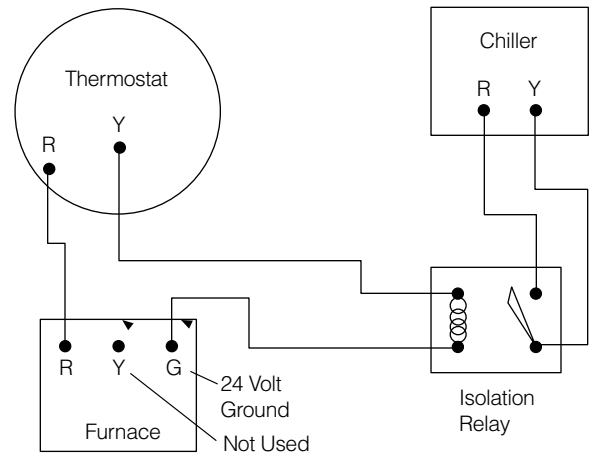 Chiller
Thermostat
R Y
Y
R
R Y G
24 Volt
Ground
Furnace
Not Used
Isolation
Relay